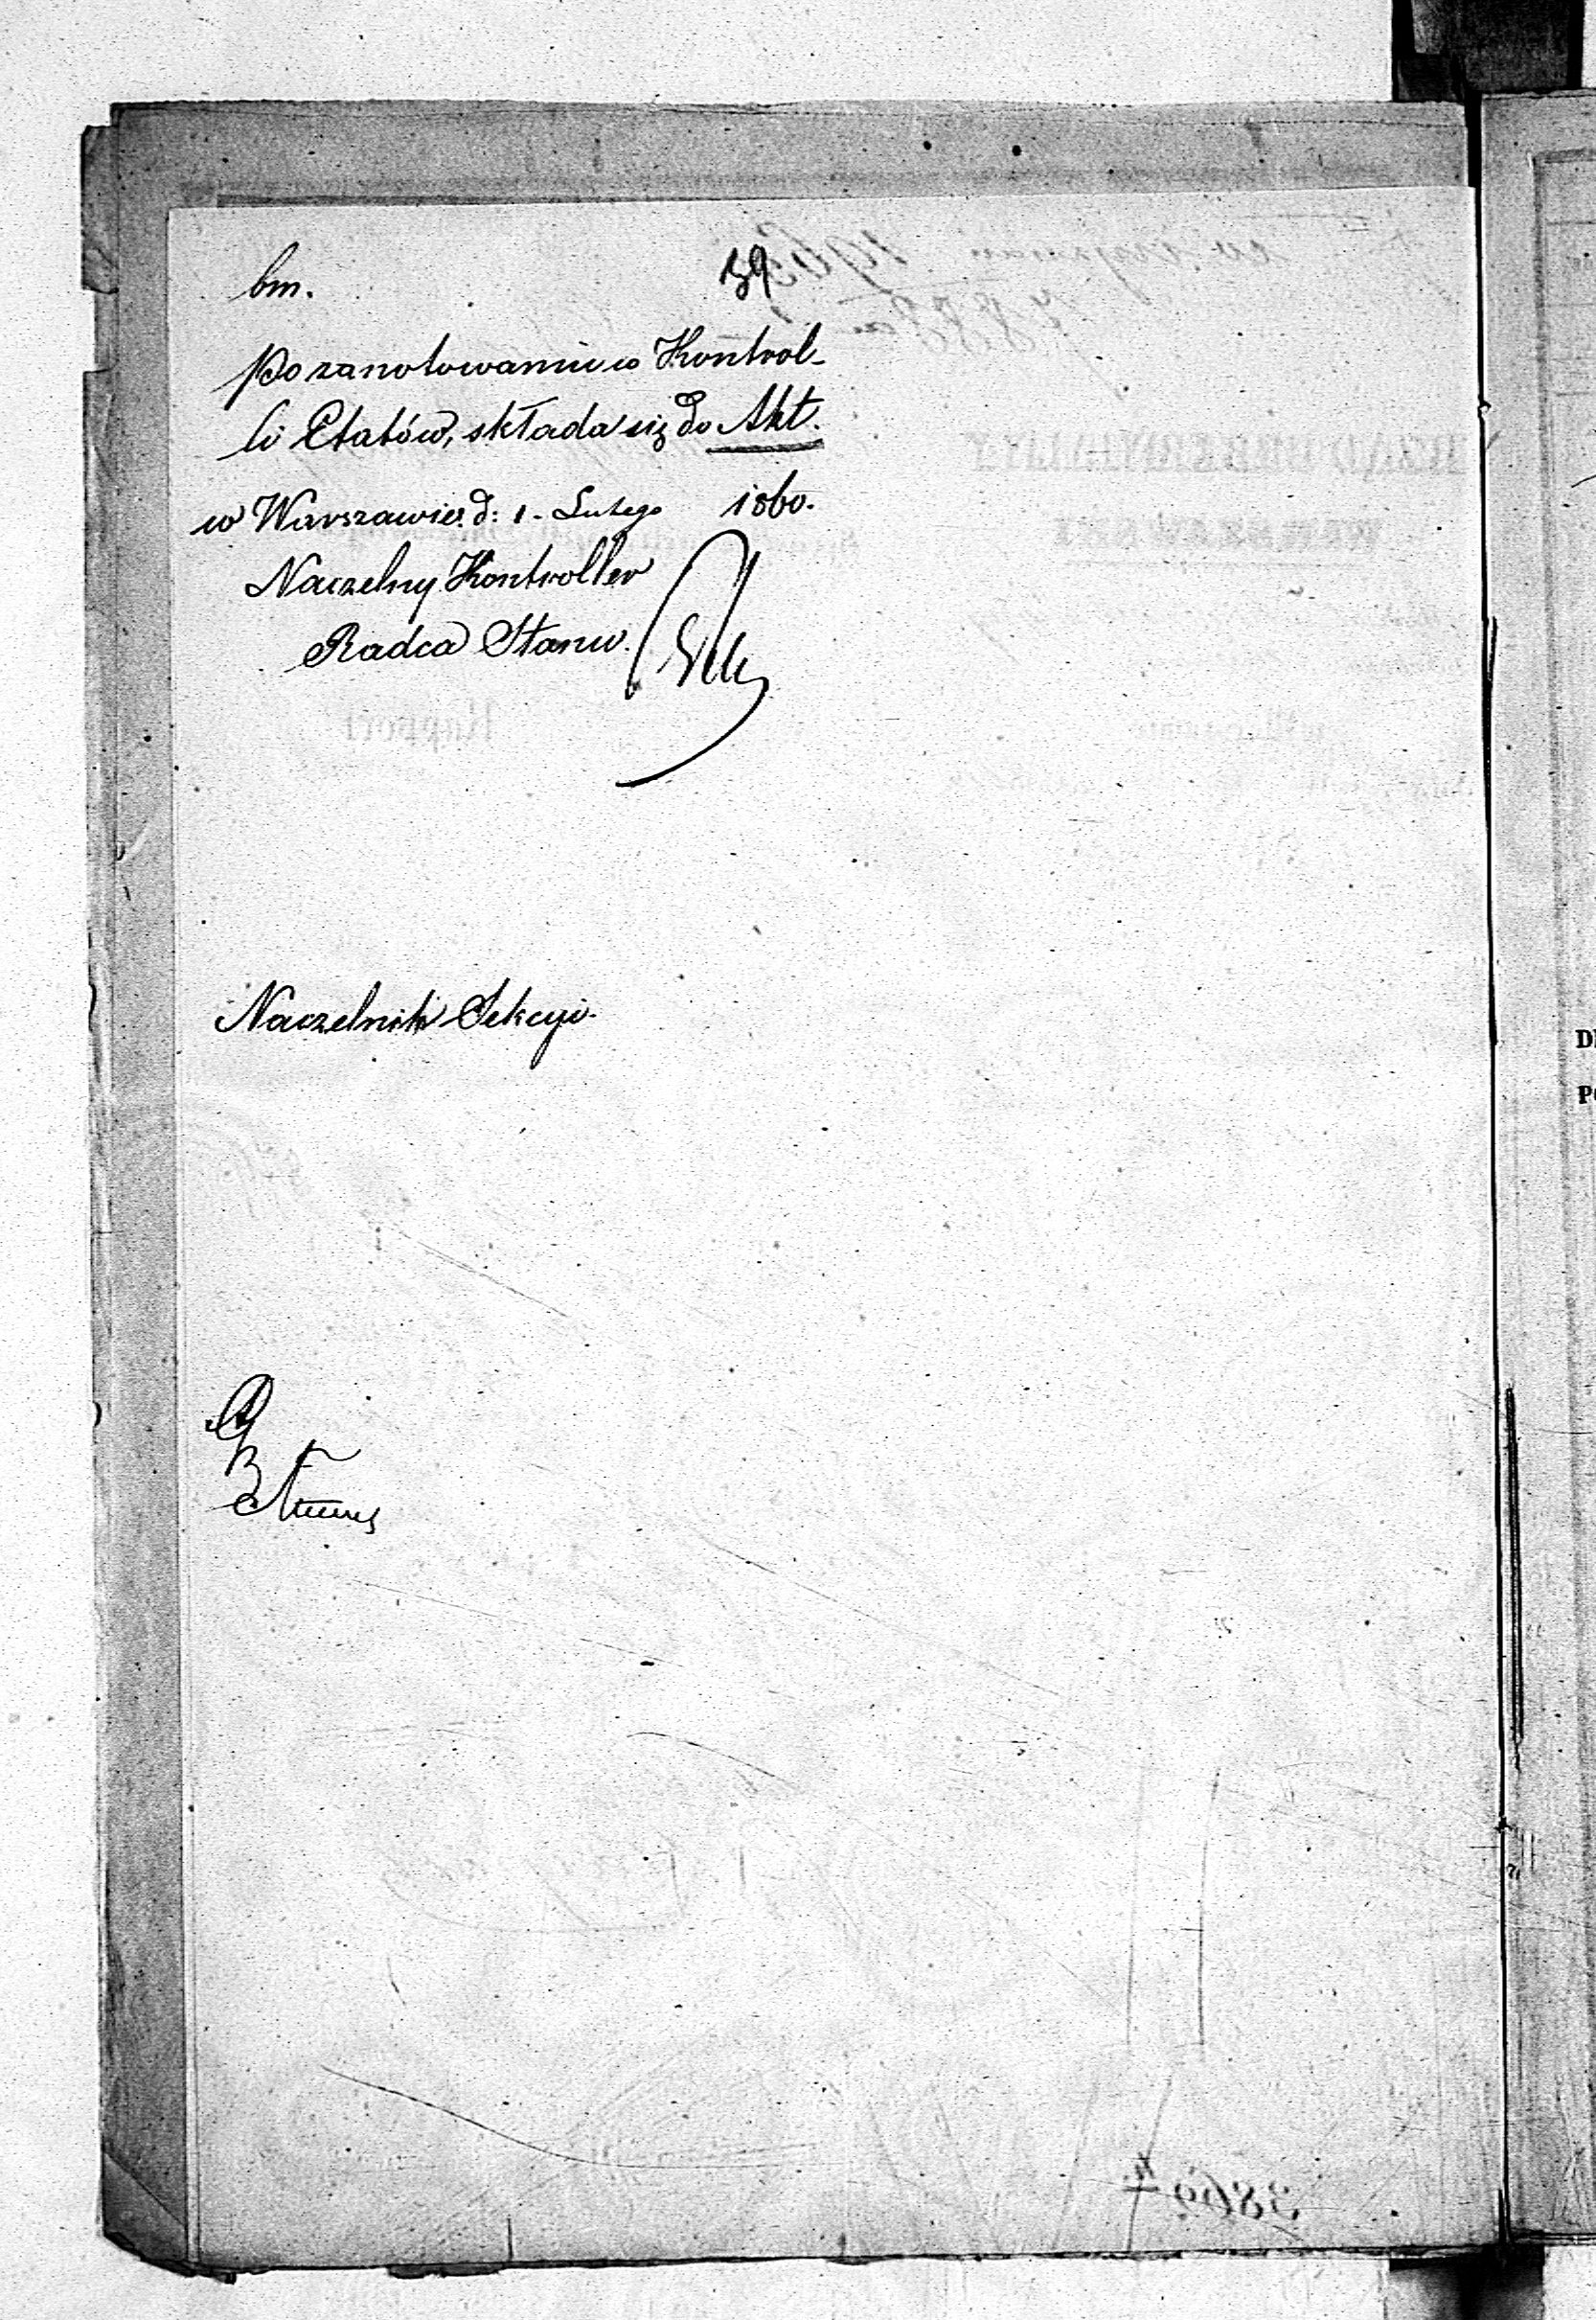 bm.
39
Po zanotowaniu w Kontrol-
li Etatów, składa się do Akt.
w Warszawie d: 1. Lutego 1860.
Naczelny Kontroller
Radca Stanu.
Naczelnik Sekcyi.